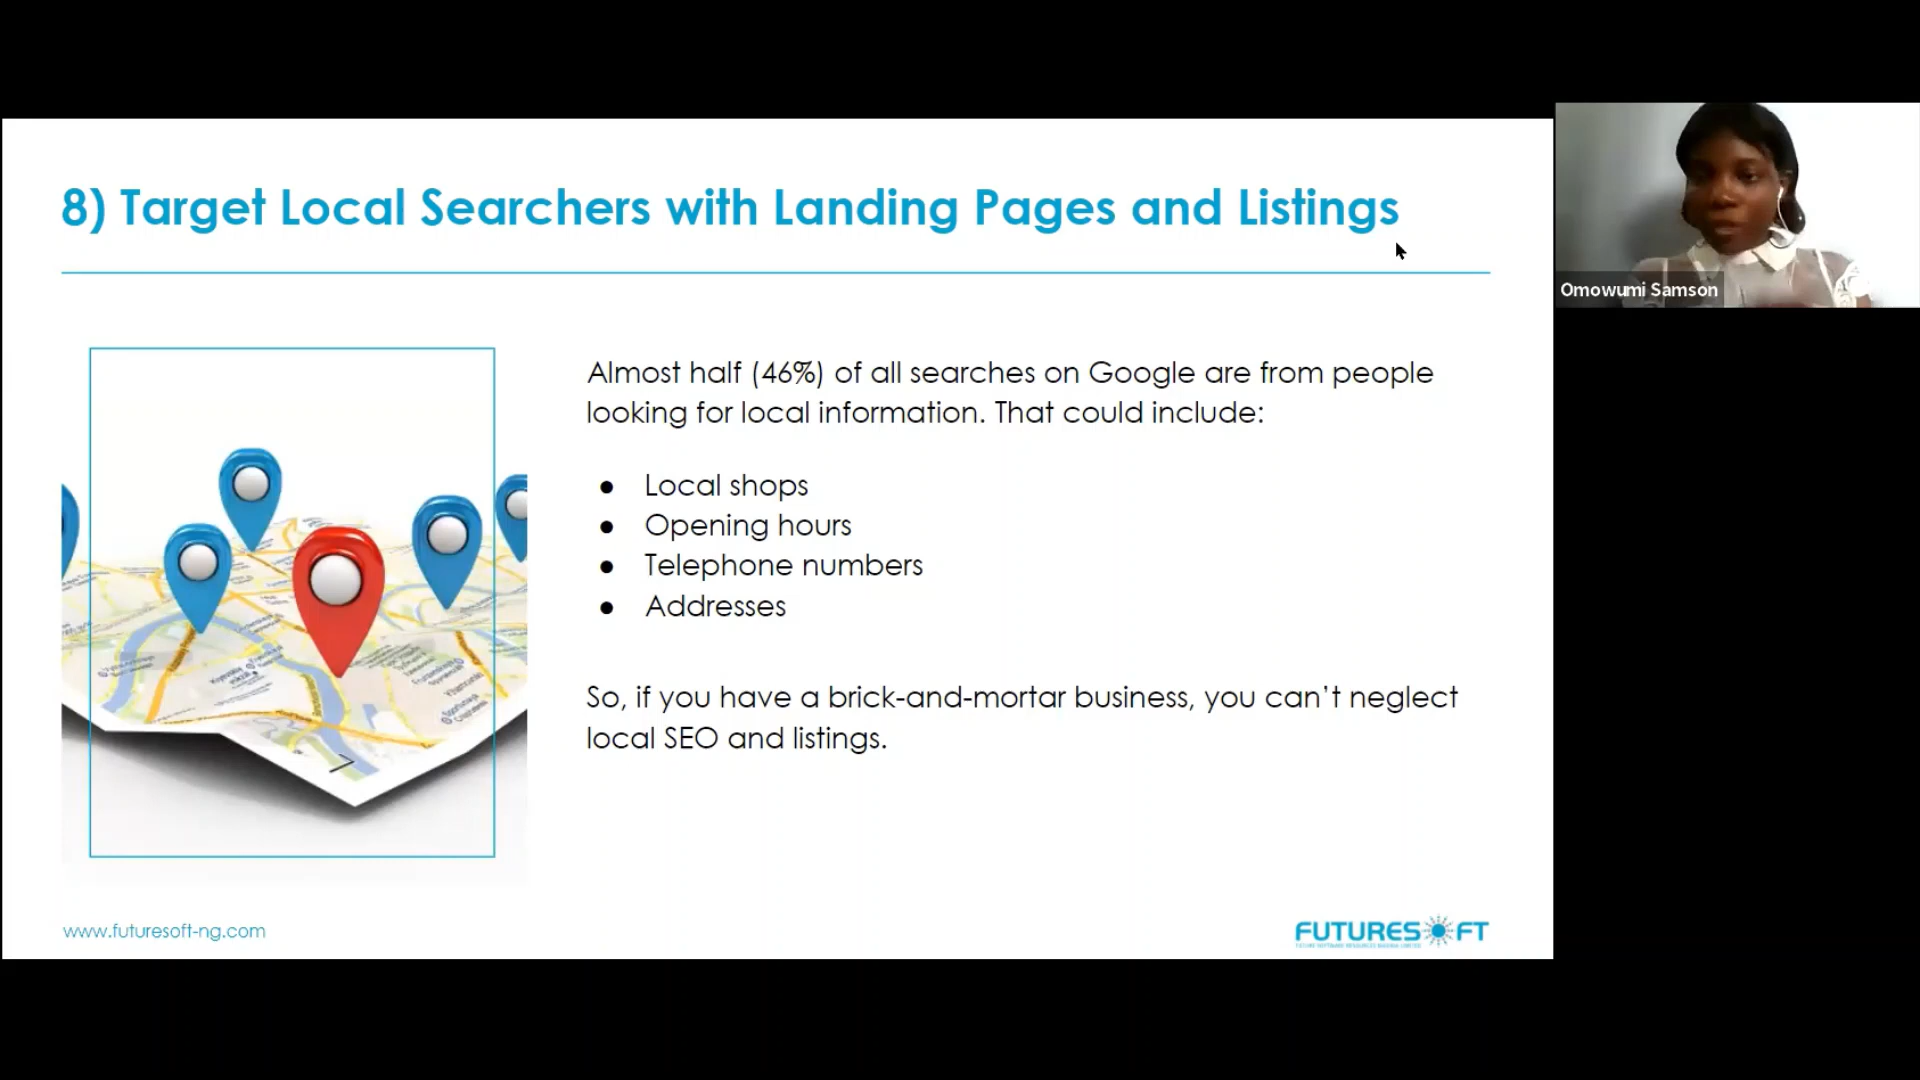 8) Target Local Searchers with Landing Pages and Listings
Omowumi Samson
Almost half (46%) of all searches on Google are from people
looking for local information. That could include:
● Local shops
● Opening hours
● Telephone numbers
● Addresses
So, if you have a brick-and-mortar business, you can’t neglect
local SEO and listings.
www.futuresoft-ng.com
FUTURESOFT